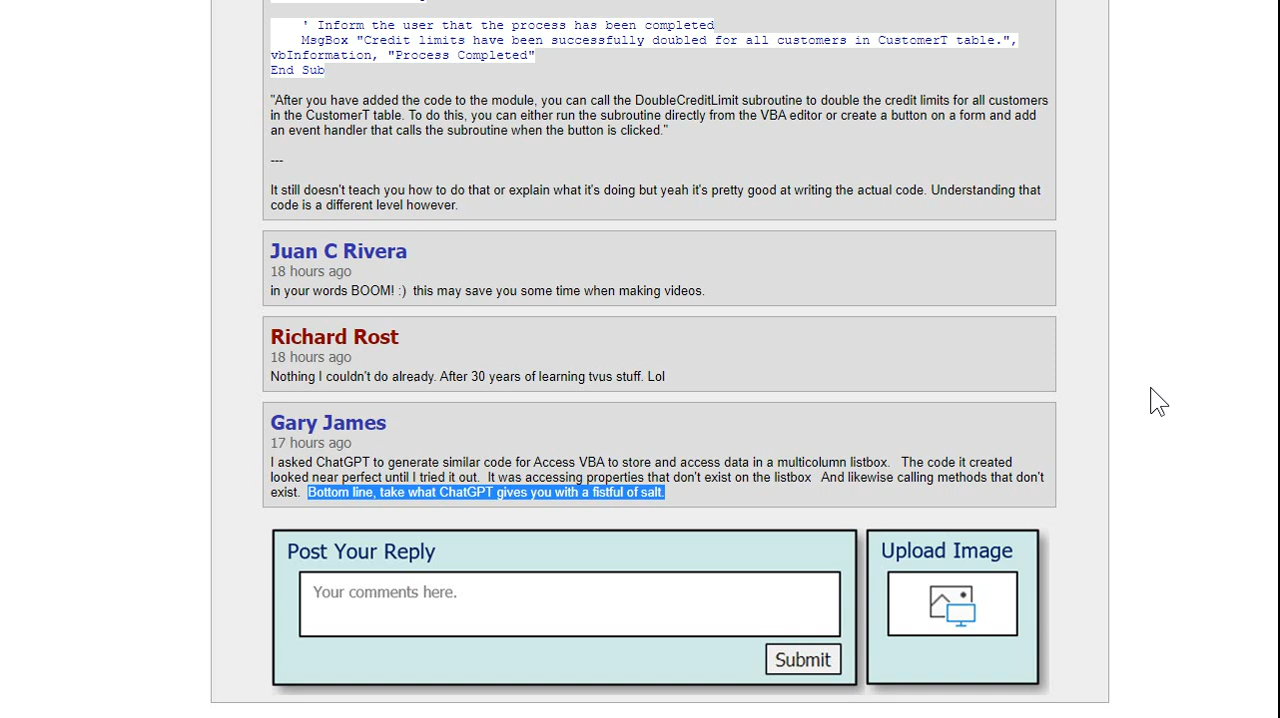 ' Inform the user that the process has been completed
MsgBox "Credit limits have been successfully doubled for all customers in CustomerT table.",
vbInformation, "Process Completed"
End Sub
"After you have added the code to the module, you can call the DoubleCreditLimit subroutine to double the credit limits for all customers
in the CustomerT table. To do this, you can either run the subroutine directly from the VBA editor or create a button on a form and add
an event handler that calls the subroutine when the button is clicked."
---
It still doesn't teach you how to do that or explain what it's doing but yeah it's pretty good at writing the actual code. Understanding that
code is a different level however.
Juan C Rivera
18 hours ago
in your words BOOM! :)  this may save you some time when making videos.
Richard Rost
18 hours ago
Nothing I couldn't do already. After 30 years of learning tvus stuff. Lol
Gary James
17 hours ago
I asked ChatGPT to generate similar code for Access VBA to store and access data in a multicolumn listbox.   The code it created
looked near perfect until I tried it out.  It was accessing properties that don't exist on the listbox   And likewise calling methods that don't
exist.  Bottom line, take what ChatGPT gives you with a fistful of salt.
Post Your Reply
Upload Image
Your comments here.
Submit